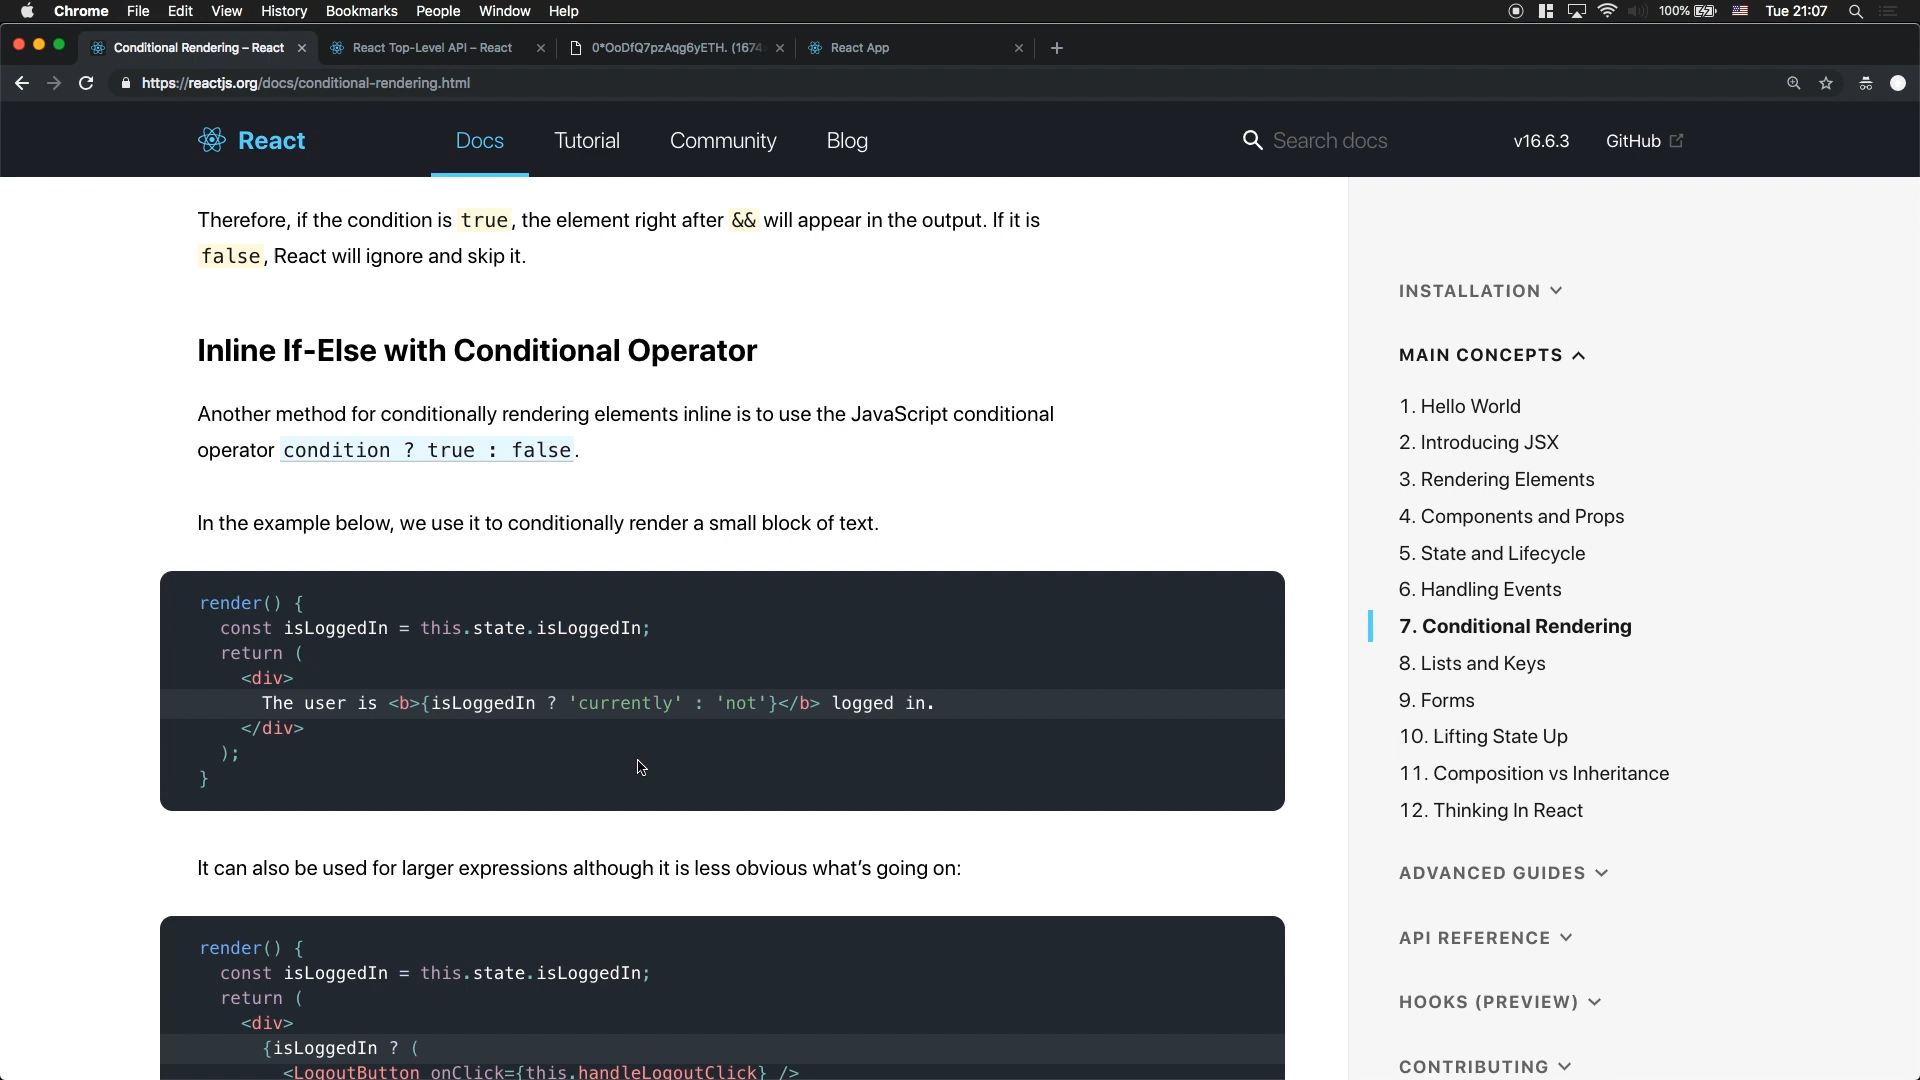 Chrome File Edit View History Bookmarks People Window Help 100% Tue 21:07
Conditional Rendering – React React Top-Level API – React 0*OoDfQ7pzAqg6yETH. (1674 React App
https://reactjs.org/docs/conditional-rendering.html
React Docs Tutorial Community Blog Search docs v16.6.3 GitHub
Therefore, if the condition is true, the element right after && will appear in the output. If it is
false, React will ignore and skip it.
Inline If-Else with Conditional Operator
Another method for conditionally rendering elements inline is to use the JavaScript conditional
operator condition ? true : false.
In the example below, we use it to conditionally render a small block of text.
render() {
  const isLoggedIn = this.state.isLoggedIn;
  return (
    <div>
      The user is <b>{isLoggedIn ? 'currently' : 'not'}</b> logged in.
    </div>
  );
}
It can also be used for larger expressions although it is less obvious what's going on:
render() {
  const isLoggedIn = this.state.isLoggedIn;
  return (
    <div>
      {isLoggedIn ? (
        <LogoutButton onClick={this.handleLogoutClick} />
INSTALLATION
MAIN CONCEPTS
1. Hello World
2. Introducing JSX
3. Rendering Elements
4. Components and Props
5. State and Lifecycle
6. Handling Events
7. Conditional Rendering
8. Lists and Keys
9. Forms
10. Lifting State Up
11. Composition vs Inheritance
12. Thinking In React
ADVANCED GUIDES
API REFERENCE
HOOKS (PREVIEW)
CONTRIBUTING